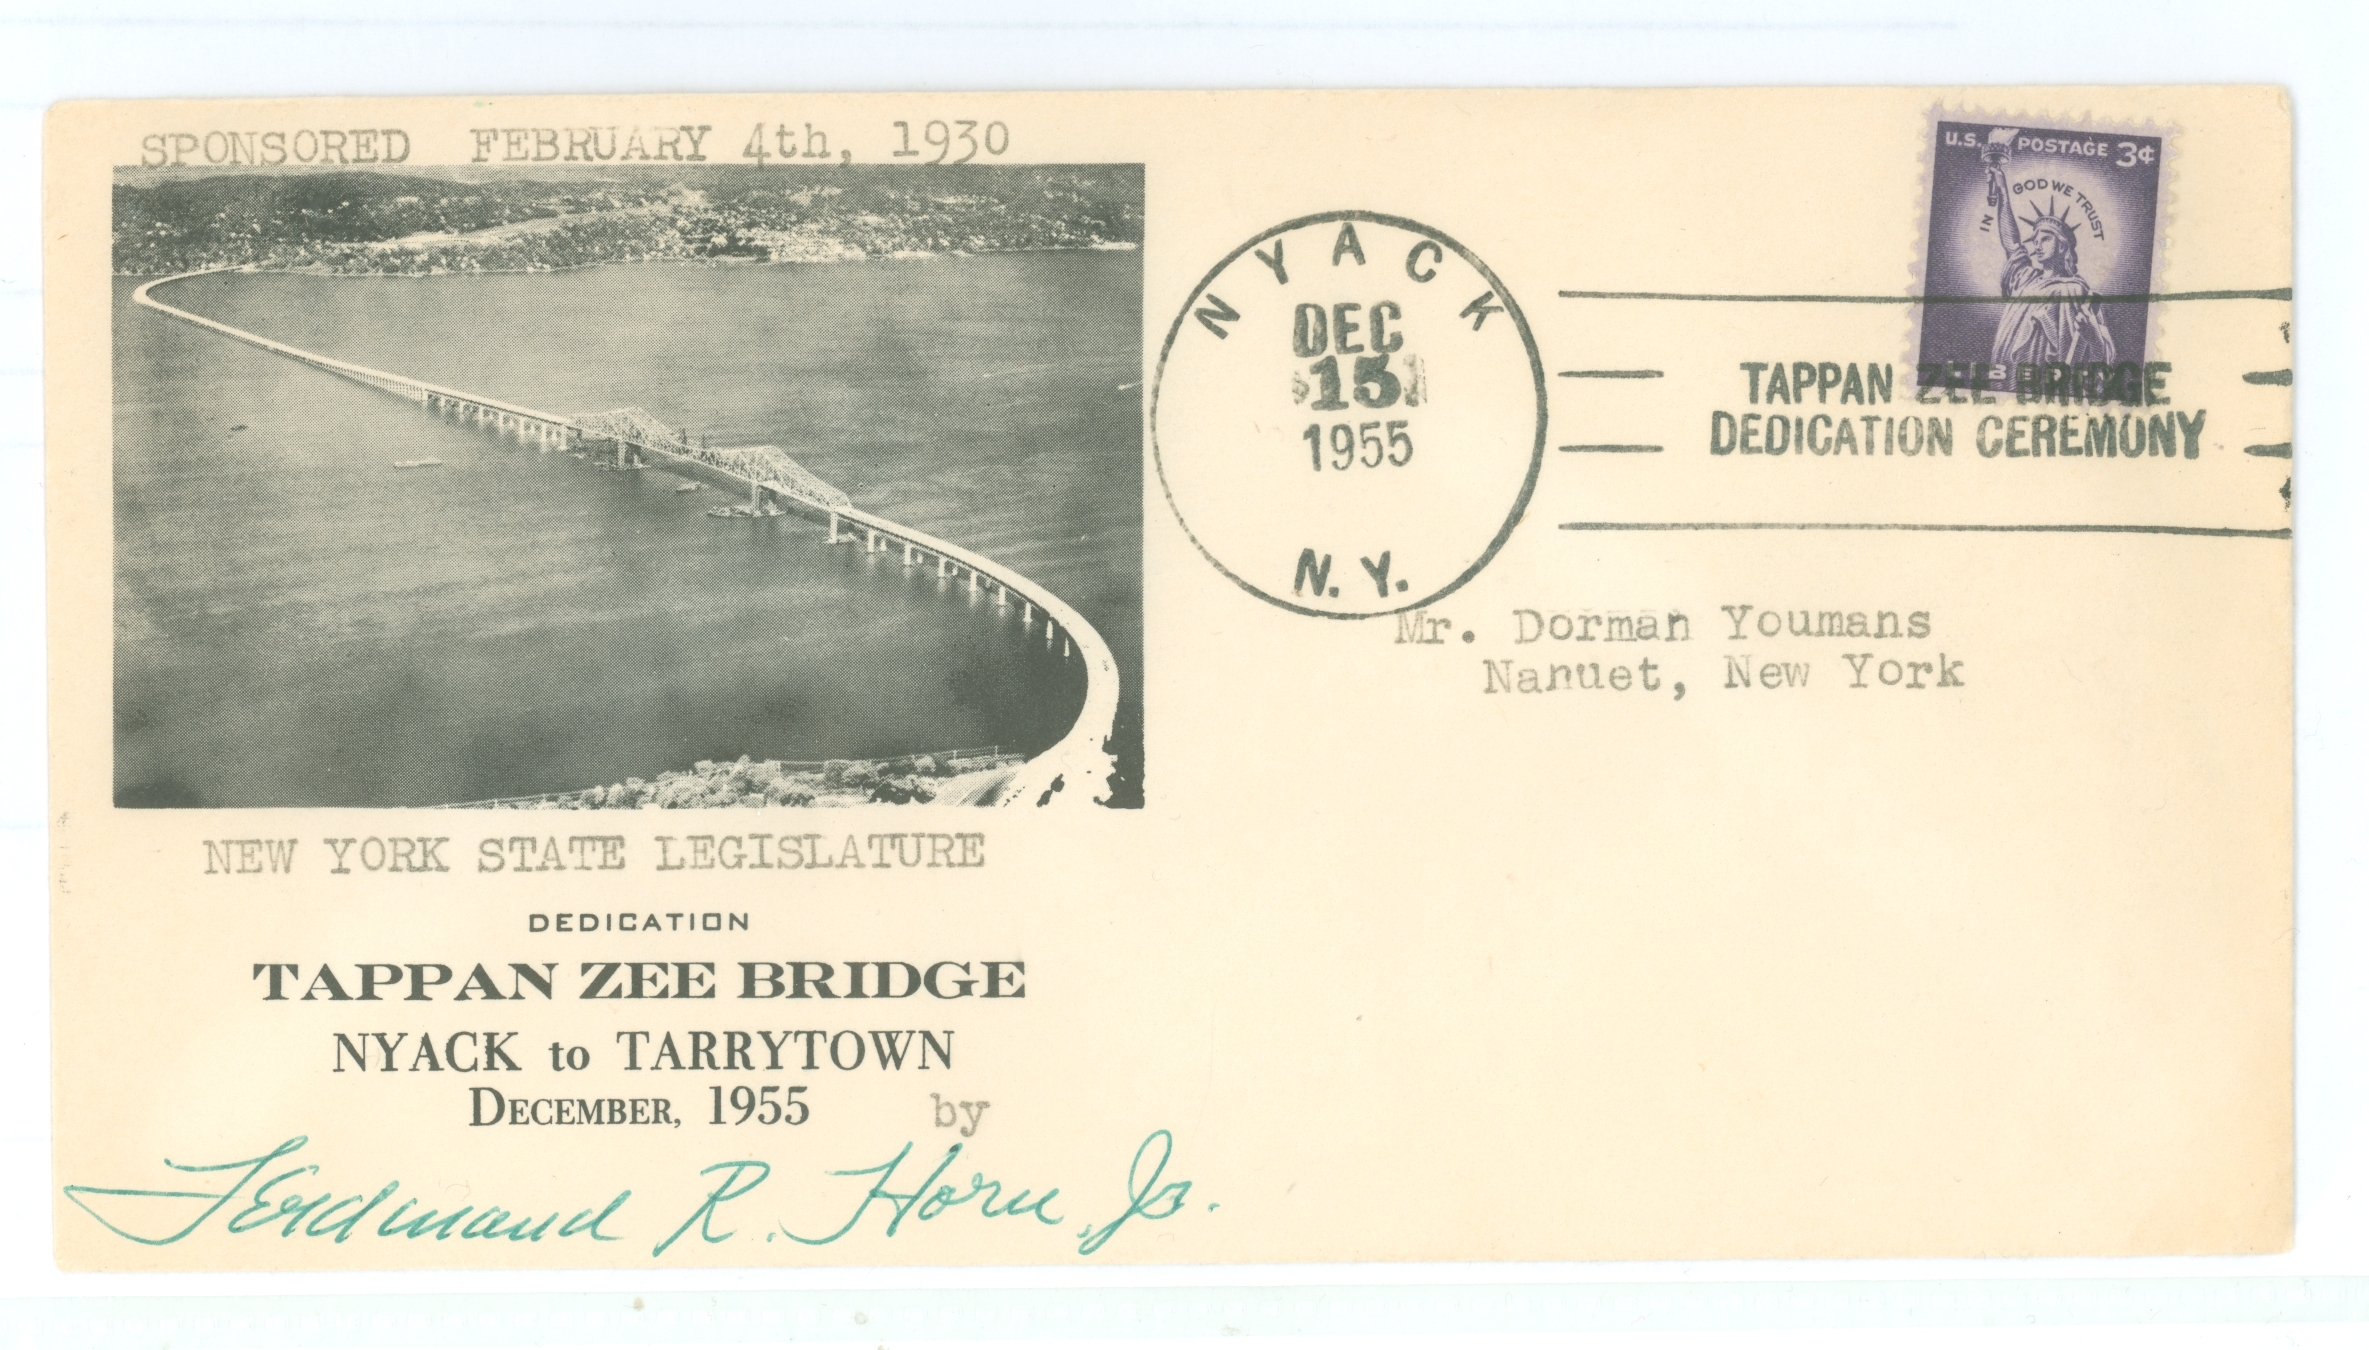 SPONSORED FEBRUARY 4th, 1930
NEW YORK STATE LEGISLATURE
DEDICATION
TAPPAN ZEE BRIDGE
NYACK to TARRYTOWN
DECEMBER, 1955 by
Ferdinand R. Horn, Jr.
NYACK
DEC
15
1955
N. Y.
U.S. POSTAGE 3¢
IN GOD WE TRUST
TAPPAN ZEE BRIDGE
DEDICATION CEREMONY
Mr. Dorman Youmans
Nanuet, New York